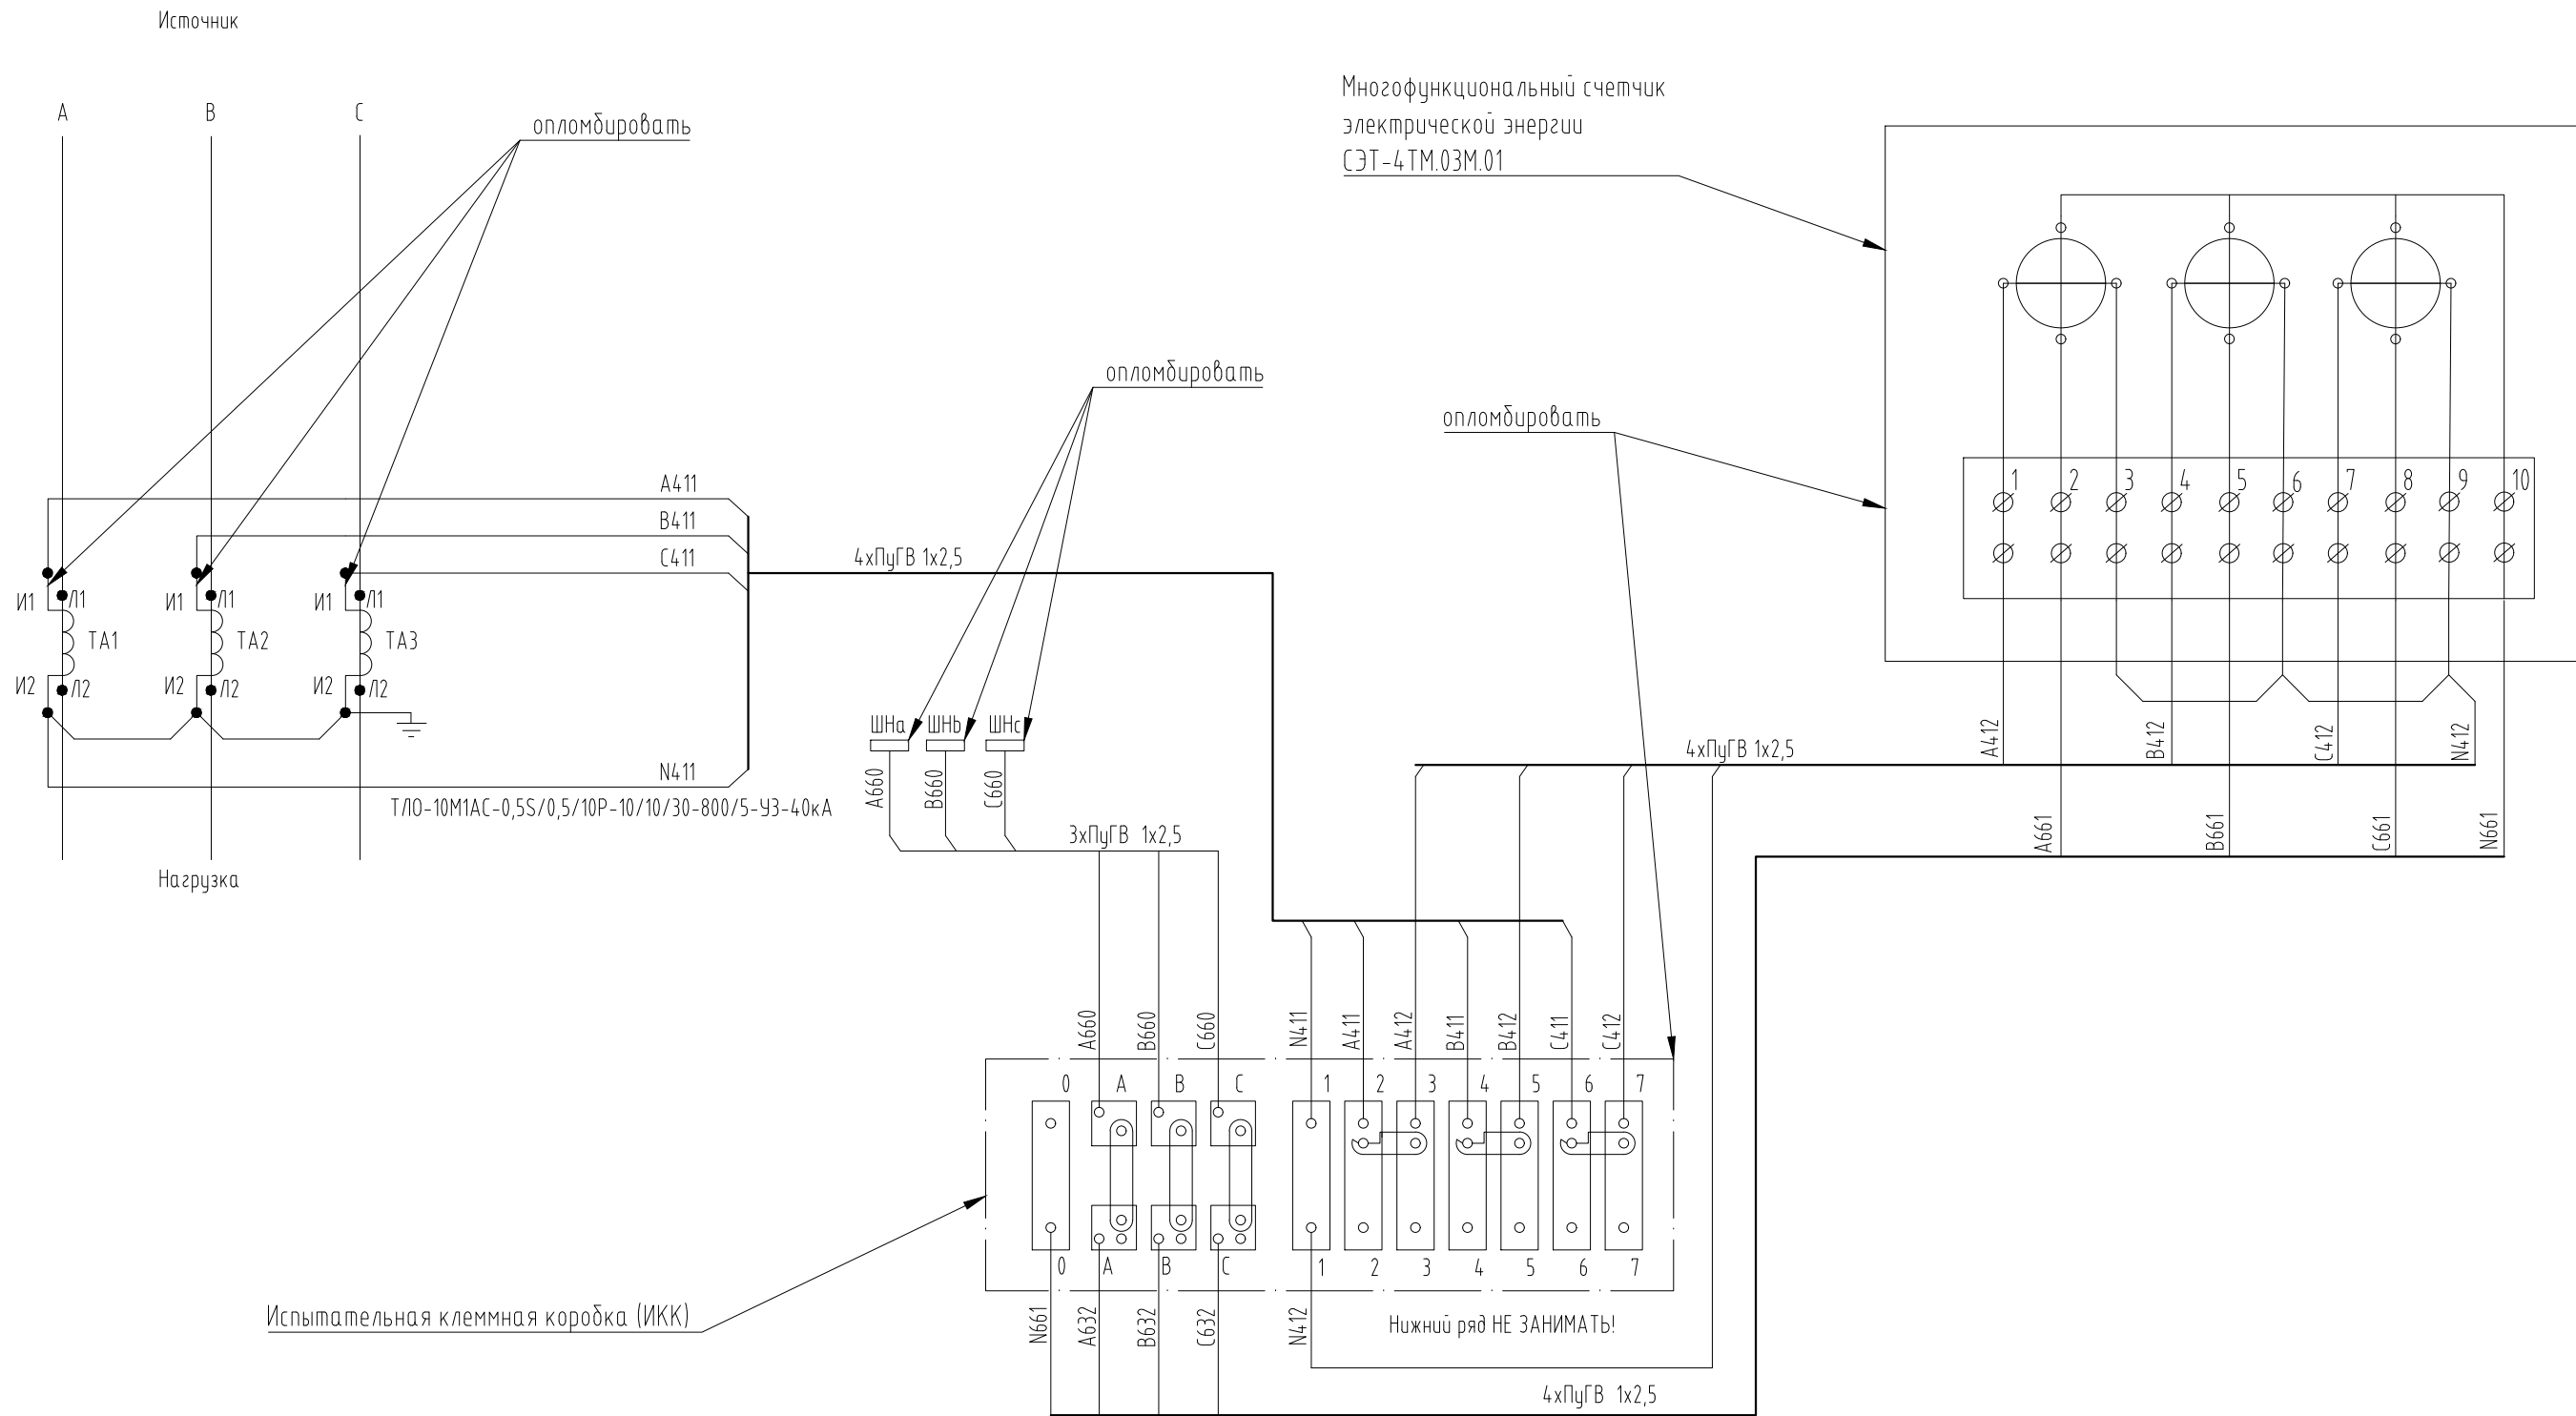 Источник
A
B
C
опломбировать
Многофункциональный счетчик
электрической энергии
СЭТ-4ТМ.03М.01
опломбировать
опломбировать
1
2
3
4
5
6
7
8
9
10
A411
B411
C411
4хПуГВ 1х2,5
И1
Л1
И1
Л1
И1
Л1
ТА1
ТА2
ТА3
И2
Л2
И2
Л2
И2
Л2
N411
ТЛО-10М1АС-0,5S/0,5/10Р-10/10/30-800/5-У3-40кА
Нагрузка
ШНа
ШНb
ШНс
A660
B660
C660
3хПуГВ 1х2,5
4хПуГВ 1х2,5
A412
B412
C412
N412
A661
B661
C661
N661
A660
B660
C660
N411
A411
A412
B411
B412
C411
C412
0
A
B
C
1
2
3
4
5
6
7
0
A
B
C
1
2
3
4
5
6
7
Испытательная клеммная коробка (ИКК)
N661
A632
B632
C632
N412
Нижний ряд НЕ ЗАНИМАТЬ!
4хПуГВ 1х2,5